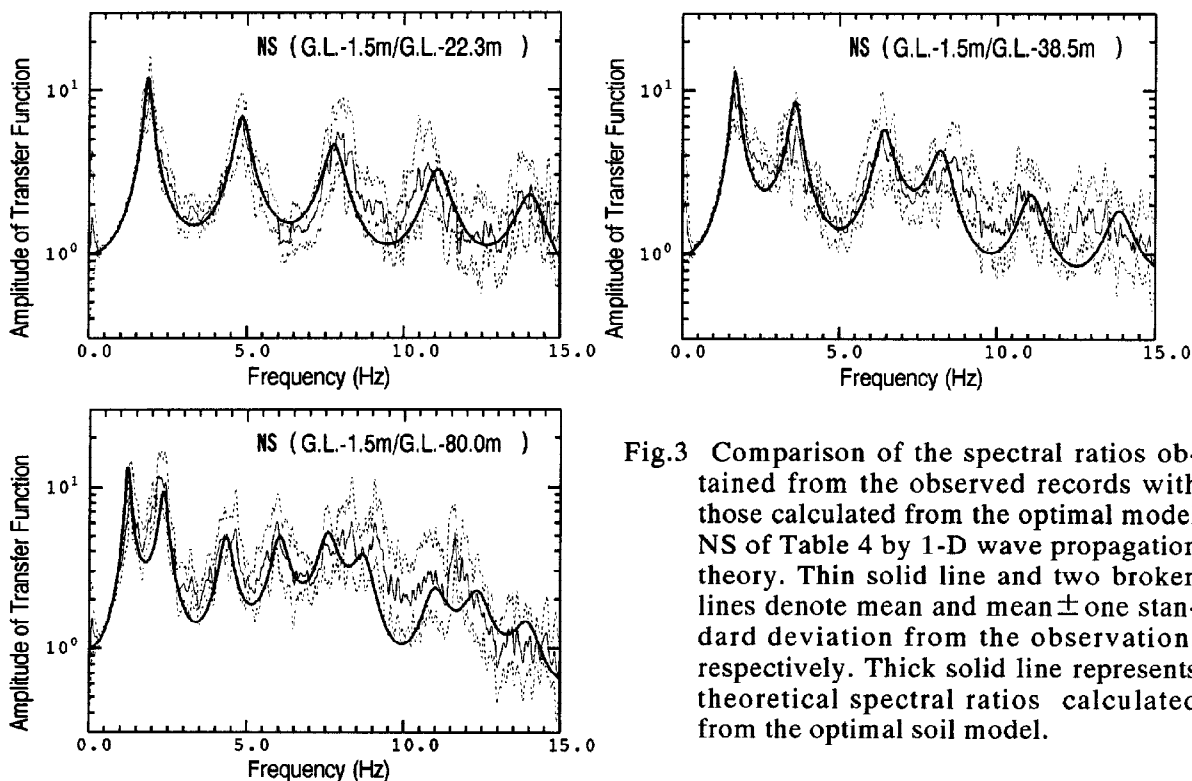 NS ( G.L.-1.5m/G.L.-22.3m )
Amplitude of Transfer Function
10¹
10⁰
0.0 5.0 10.0 15.0
Frequency (Hz)
NS ( G.L.-1.5m/G.L.-38.5m )
Amplitude of Transfer Function
10¹
10⁰
0.0 5.0 10.0 15.0
Frequency (Hz)
NS ( G.L.-1.5m/G.L.-80.0m )
Amplitude of Transfer Function
10¹
10⁰
0.0 5.0 10.0 15.0
Frequency (Hz)
Fig.3 Comparison of the spectral ratios ob-
tained from the observed records with
those calculated from the optimal mode
NS of Table 4 by 1-D wave propagation
theory. Thin solid line and two broken
lines denote mean and mean±one stan-
dard deviation from the observation
respectively. Thick solid line represents
theoretical spectral ratios calculated
from the optimal soil model.